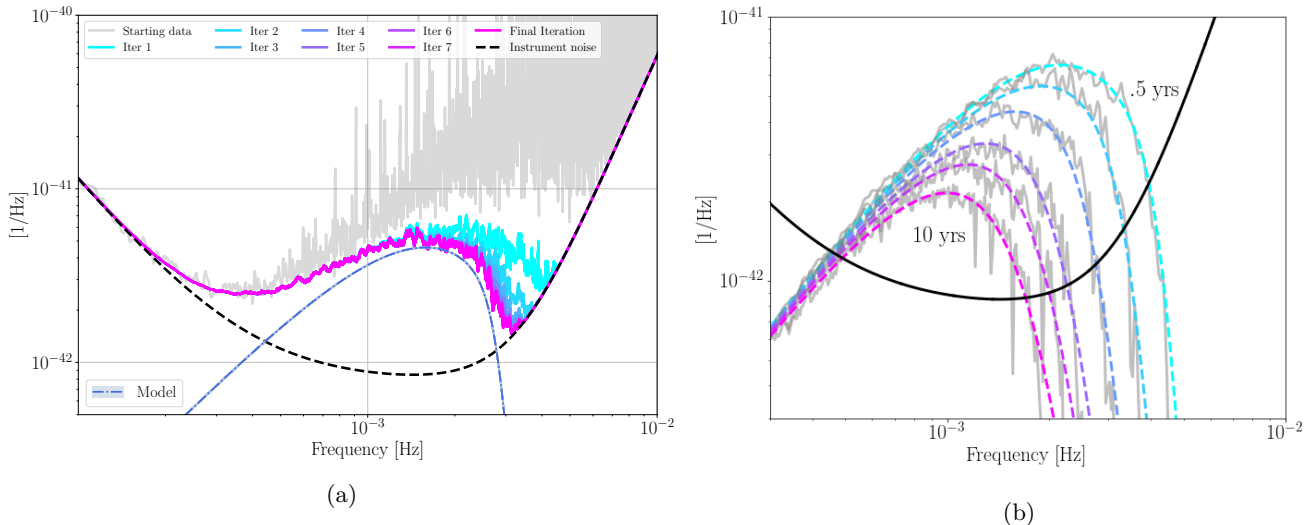 10^{-40}
Starting data
Iter 1
Iter 2
Iter 3
Iter 4
Iter 5
Iter 6
Iter 7
Final Iteration
Instrument noise
10^{-41}
[1/Hz]
10^{-42}
Model
10^{-3}
10^{-2}
Frequency [Hz]
(a)
10^{-41}
.5 yrs
[1/Hz]
10 yrs
10^{-42}
10^{-3}
10^{-2}
Frequency [Hz]
(b)